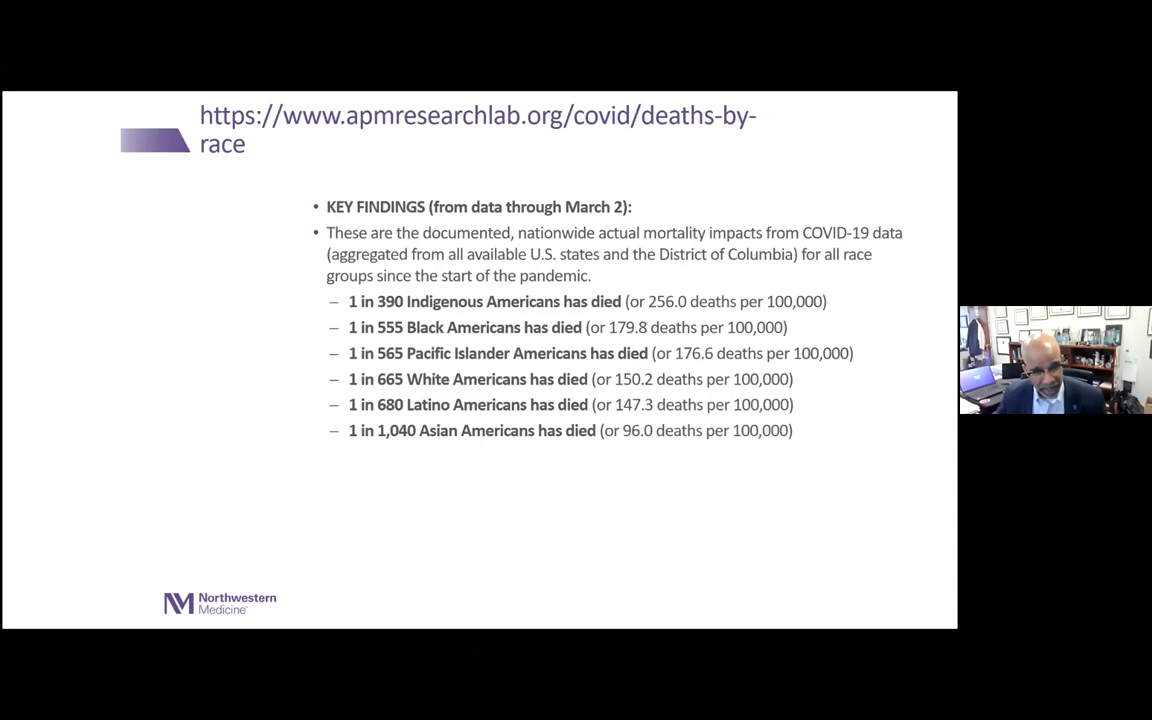 https://www.apmresearchlab.org/covid/deaths-by-
race
• KEY FINDINGS (from data through March 2):
• These are the documented, nationwide actual mortality impacts from COVID-19 data
(aggregated from all available U.S. states and the District of Columbia) for all race
groups since the start of the pandemic.
– 1 in 390 Indigenous Americans has died (or 256.0 deaths per 100,000)
– 1 in 555 Black Americans has died (or 179.8 deaths per 100,000)
– 1 in 565 Pacific Islander Americans has died (or 176.6 deaths per 100,000)
– 1 in 665 White Americans has died (or 150.2 deaths per 100,000)
– 1 in 680 Latino Americans has died (or 147.3 deaths per 100,000)
– 1 in 1,040 Asian Americans has died (or 96.0 deaths per 100,000)
NM Northwestern
Medicine®